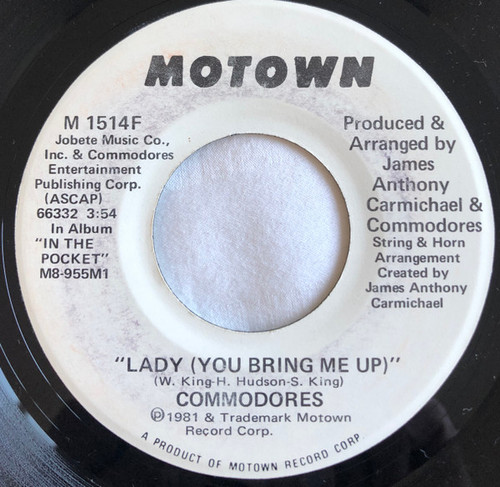 MOTOWN
M 1514F
Jobete Music Co.,
Inc. & Commodores
Entertainment
Publishing Corp.
(ASCAP)
66332 3:54
In Album
"IN THE
POCKET"
M8-955M1
Produced &
Arranged by
James
Anthony
Carmichael &
Commodores
String & Horn
Arrangement
Created by
James Anthony
Carmichael
"LADY (YOU BRING ME UP)"
(W. King-H. Hudson-S. King)
COMMODORES
℗1981 & Trademark Motown
Record Corp.
A PRODUCT OF MOTOWN RECORD CORP.